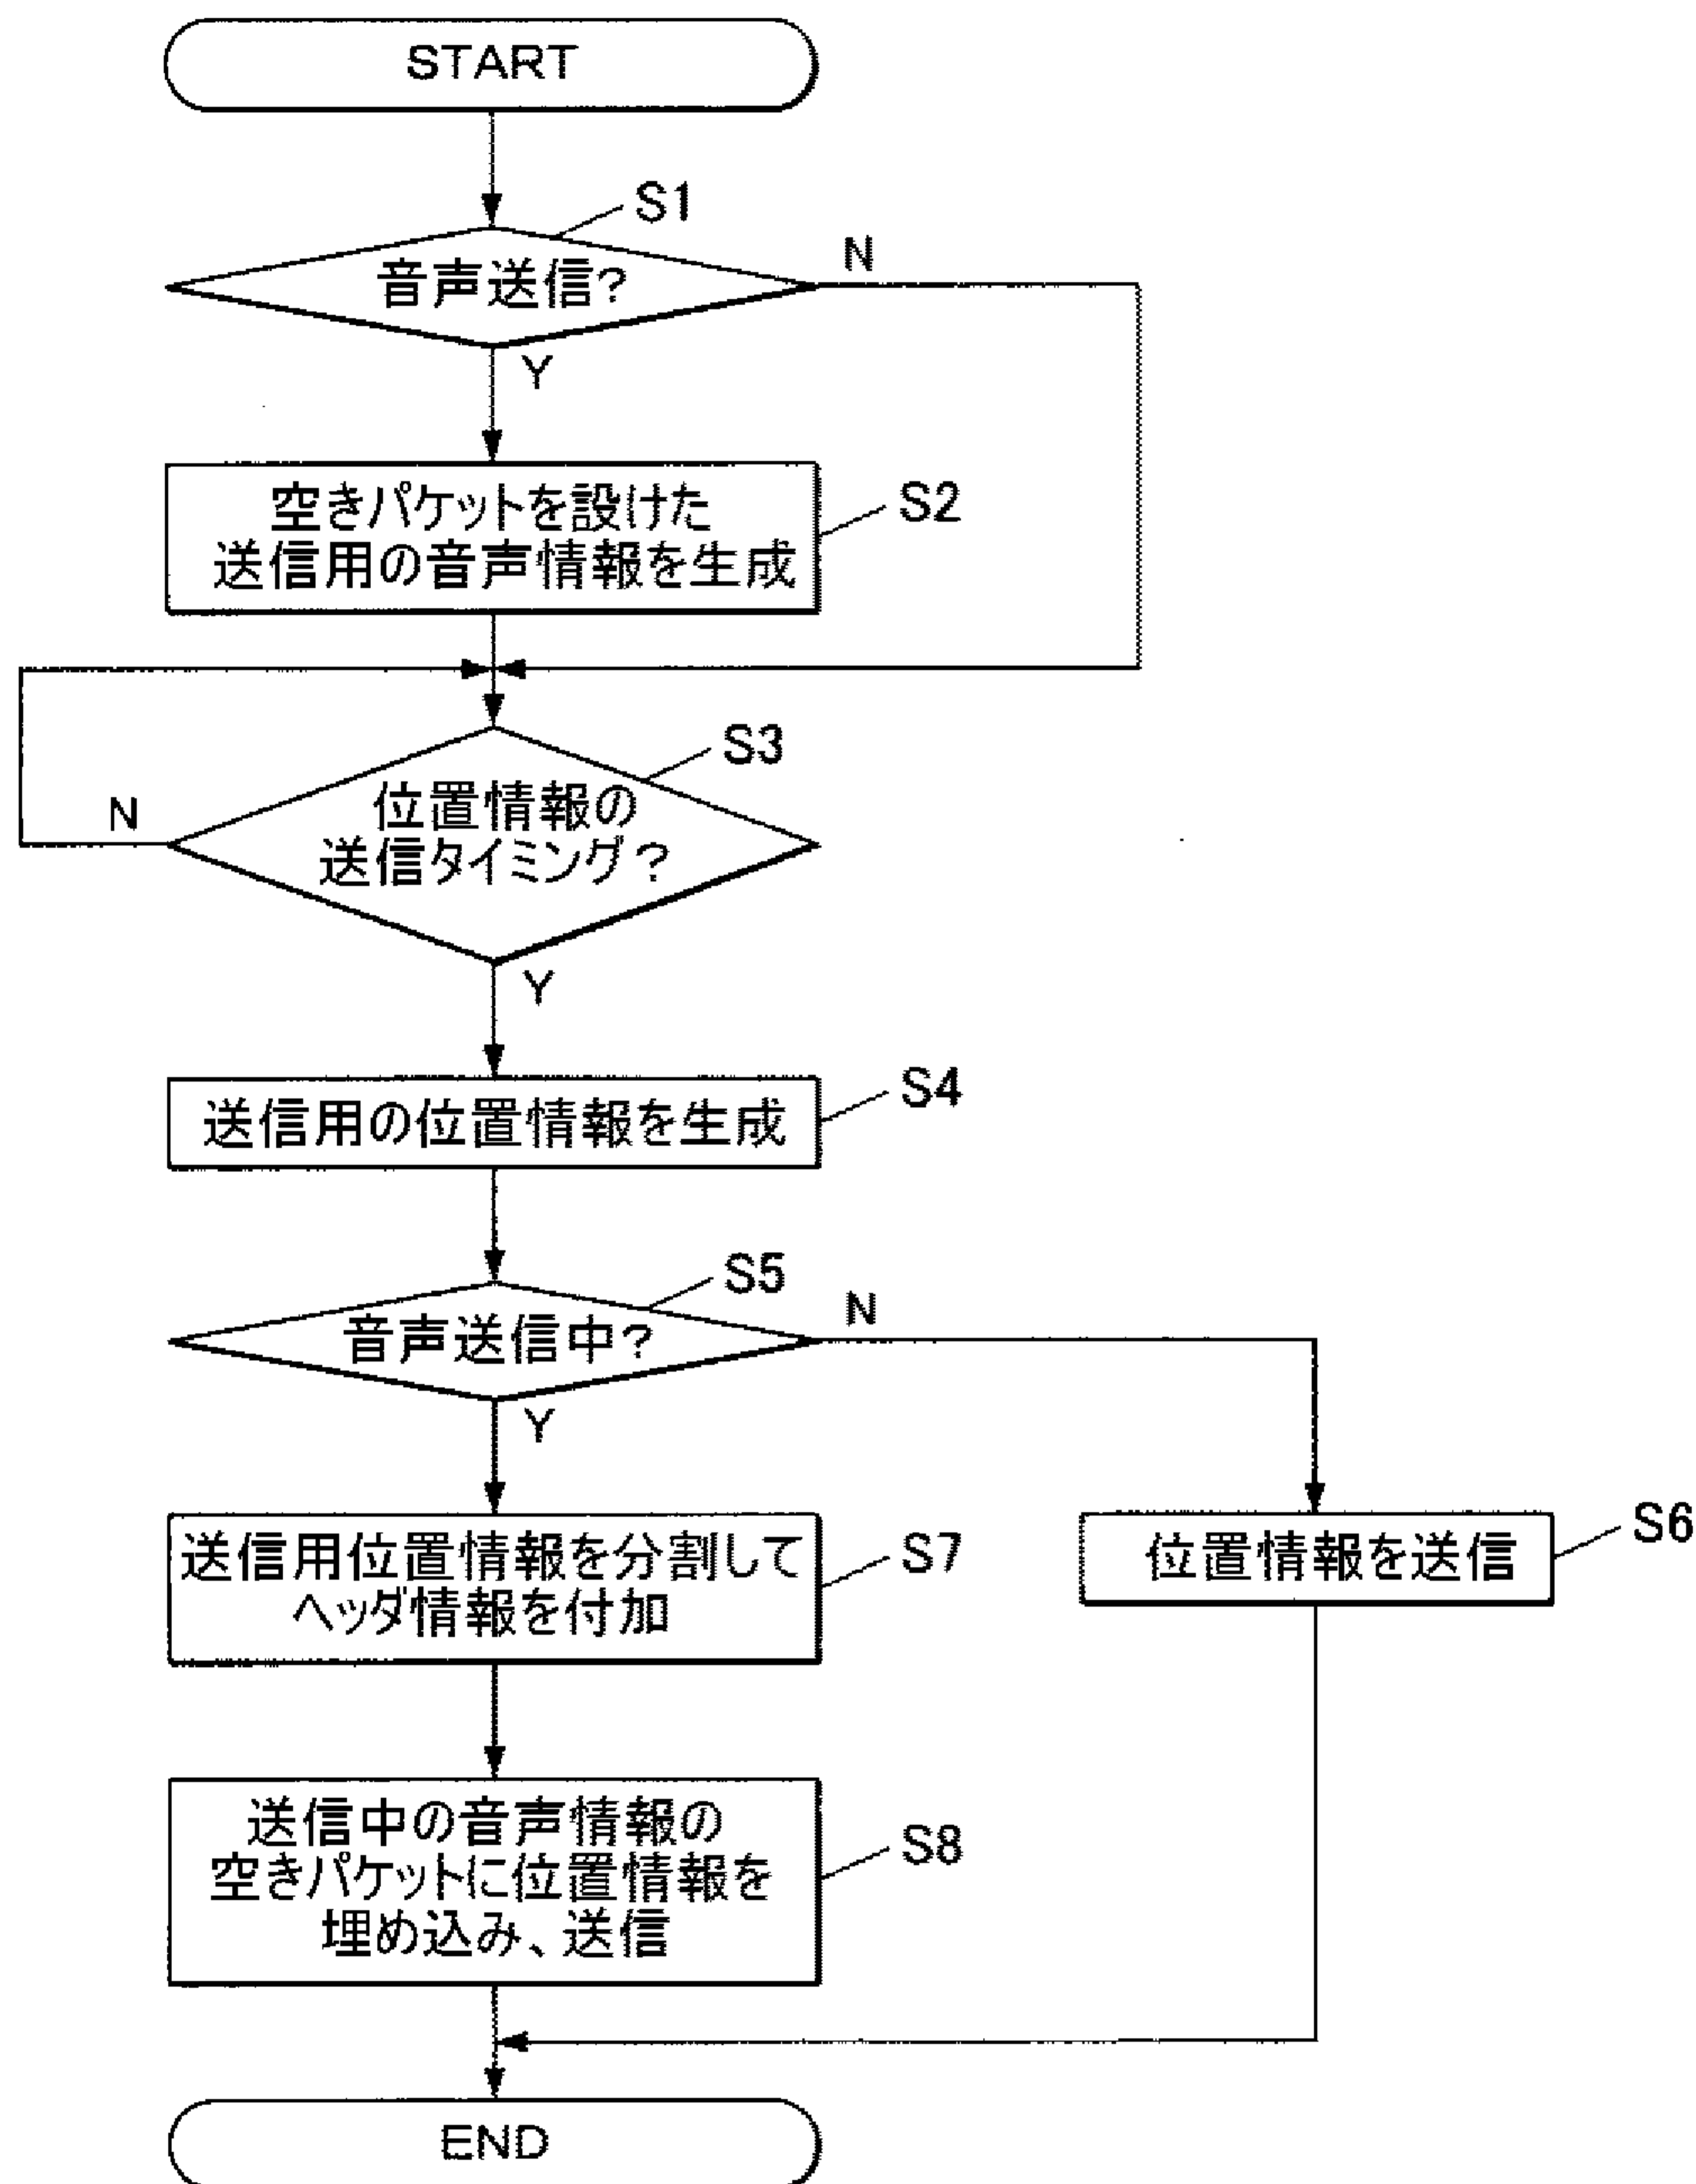 START
S1
音声送信?
N
Y
空きパケットを設けた
送信用の音声情報を生成
S2
S3
位置情報の
送信タイミング?
N
Y
送信用の位置情報を生成
S4
S5
音声送信中?
N
Y
送信用位置情報を分割して
ヘッダ情報を付加
S7
位置情報を送信
S6
送信中の音声情報の
空きパケットに位置情報を
埋め込み、送信
S8
END